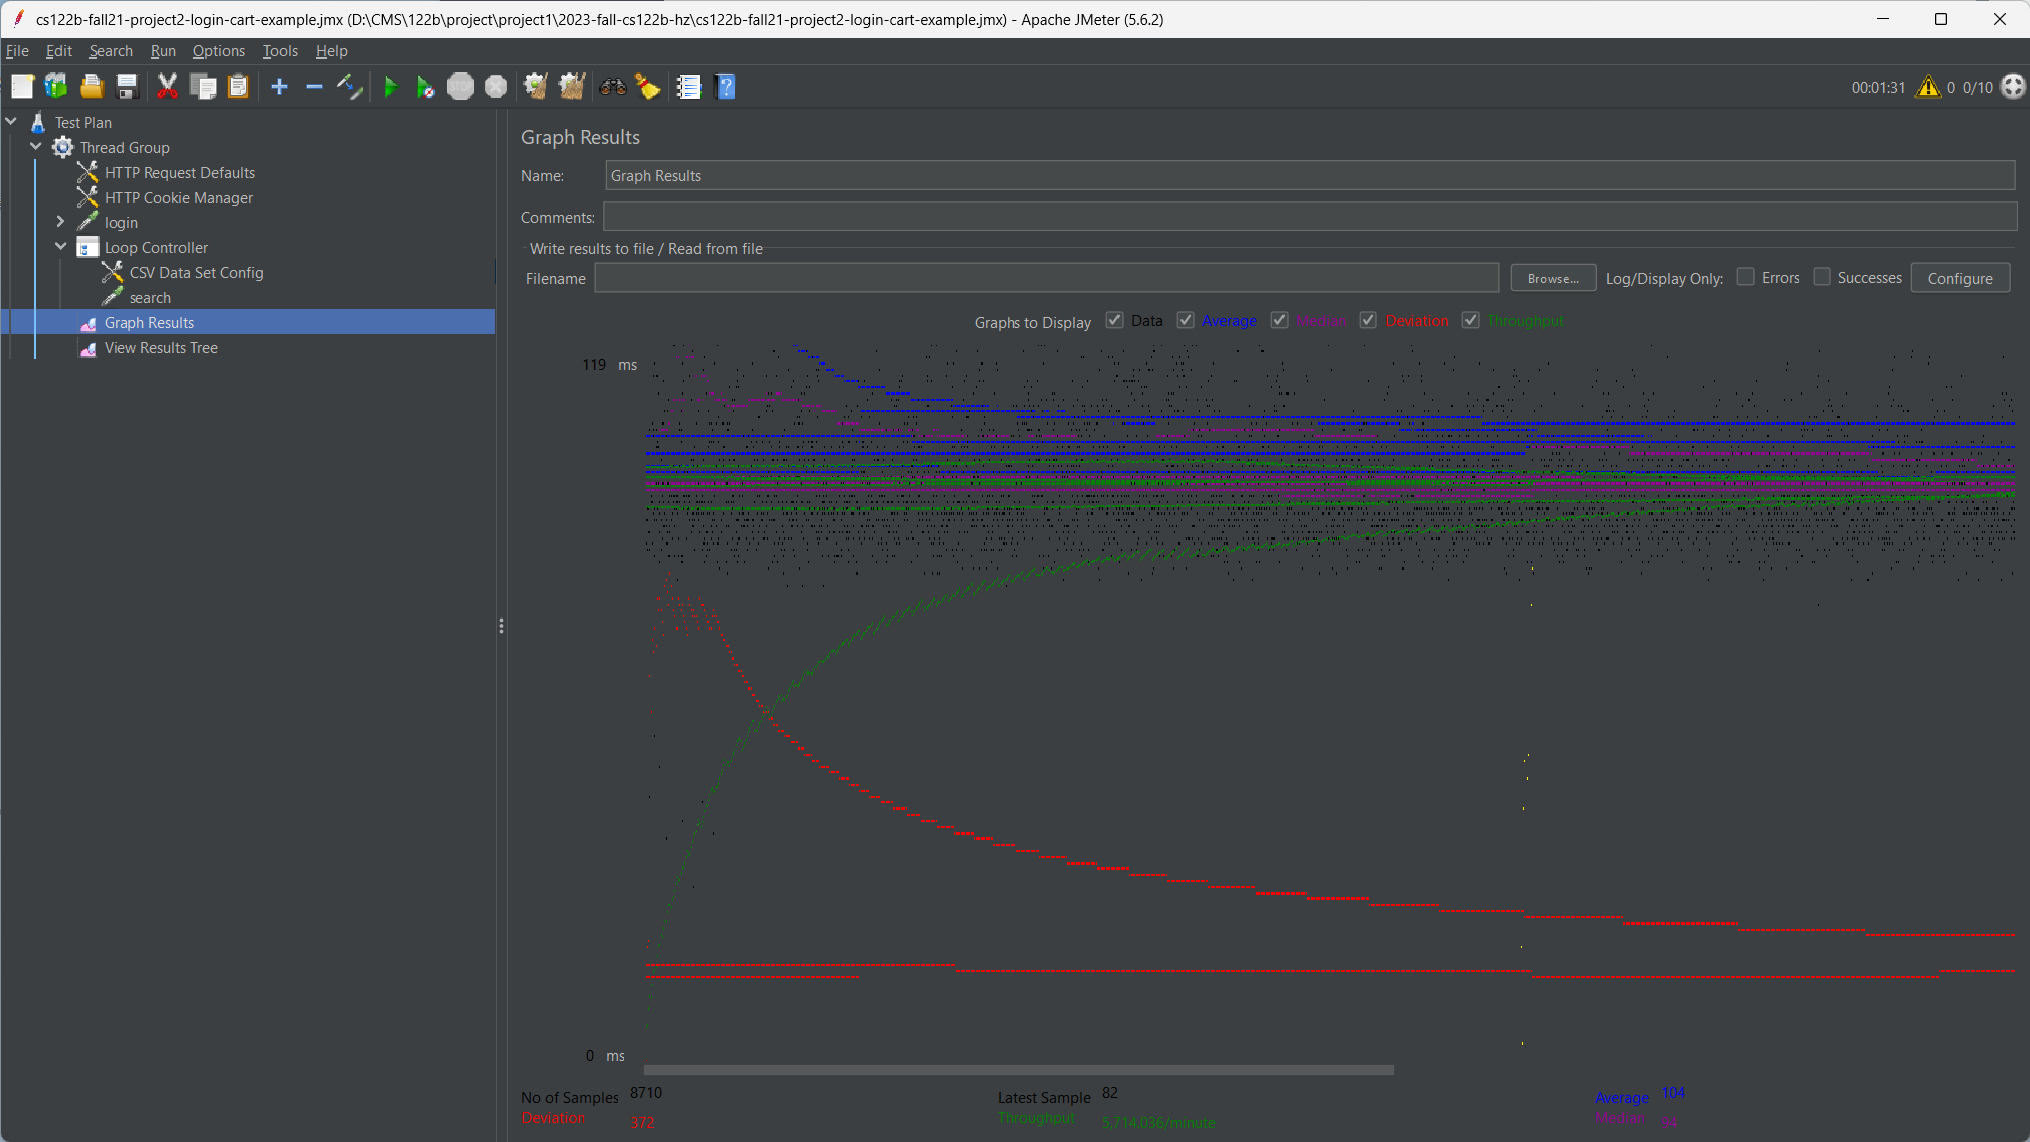 cs122b-fall21-project2-login-cart-example.jmx (D:\CMS\122b\project\project1\2023-fall-cs122b-hz\cs122b-fall21-project2-login-cart-example.jmx) - Apache JMeter (5.6.2)
File Edit Search Run Options Tools Help
STOP
00:01:31 0 0/10
Test Plan
Thread Group
HTTP Request Defaults
HTTP Cookie Manager
login
Loop Controller
CSV Data Set Config
search
Graph Results
View Results Tree
Graph Results
Name: Graph Results
Comments:
Write results to file / Read from file
Filename Browse... Log/Display Only: Errors Successes Configure
Graphs to Display Data Average Median Deviation Throughput
119 ms
0 ms
No of Samples 8710 Latest Sample 82 Average 104
Deviation 372 Throughput 5,714.036/minute Median